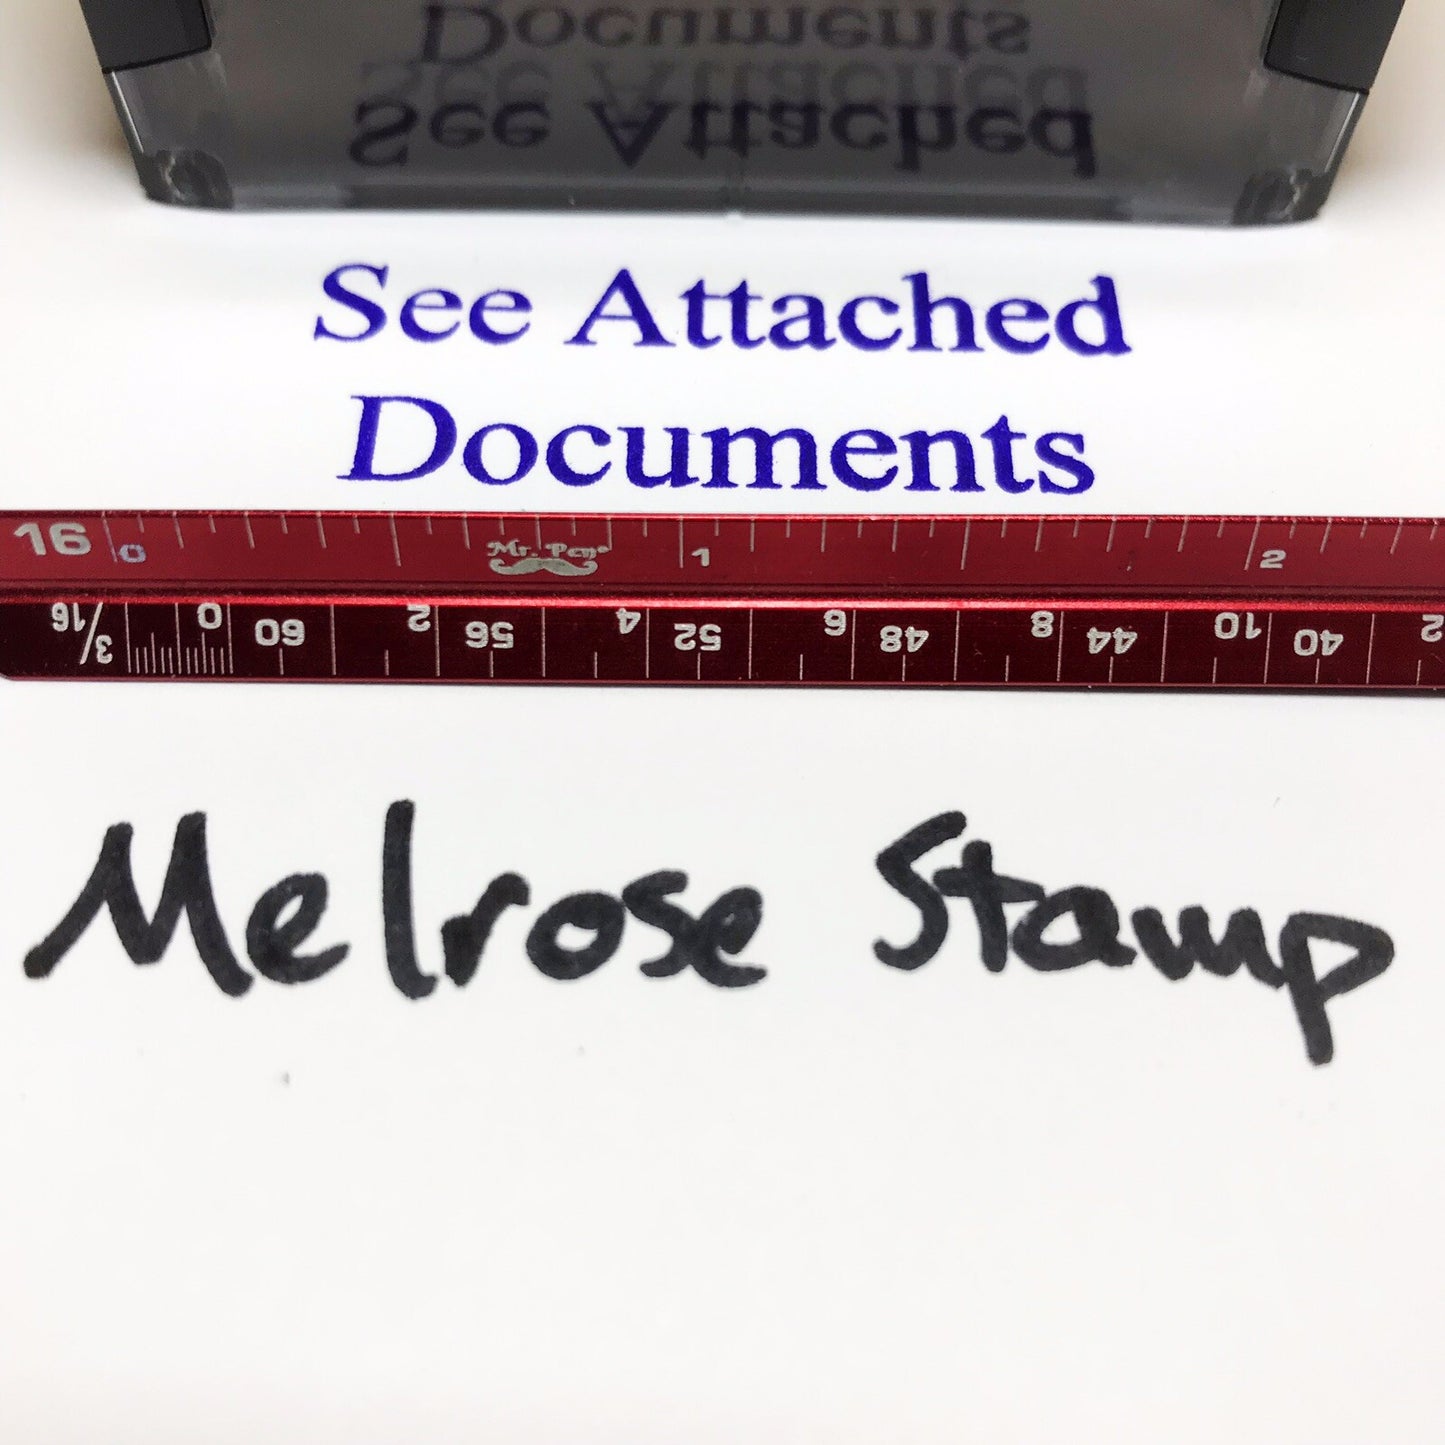 Documents
See Attached
See Attached
Documents
16 0 Mr. Pen 1 2
3/16 0 60 2 56 4 52 6 48 8 44 10 40 2
Melrose Stamp